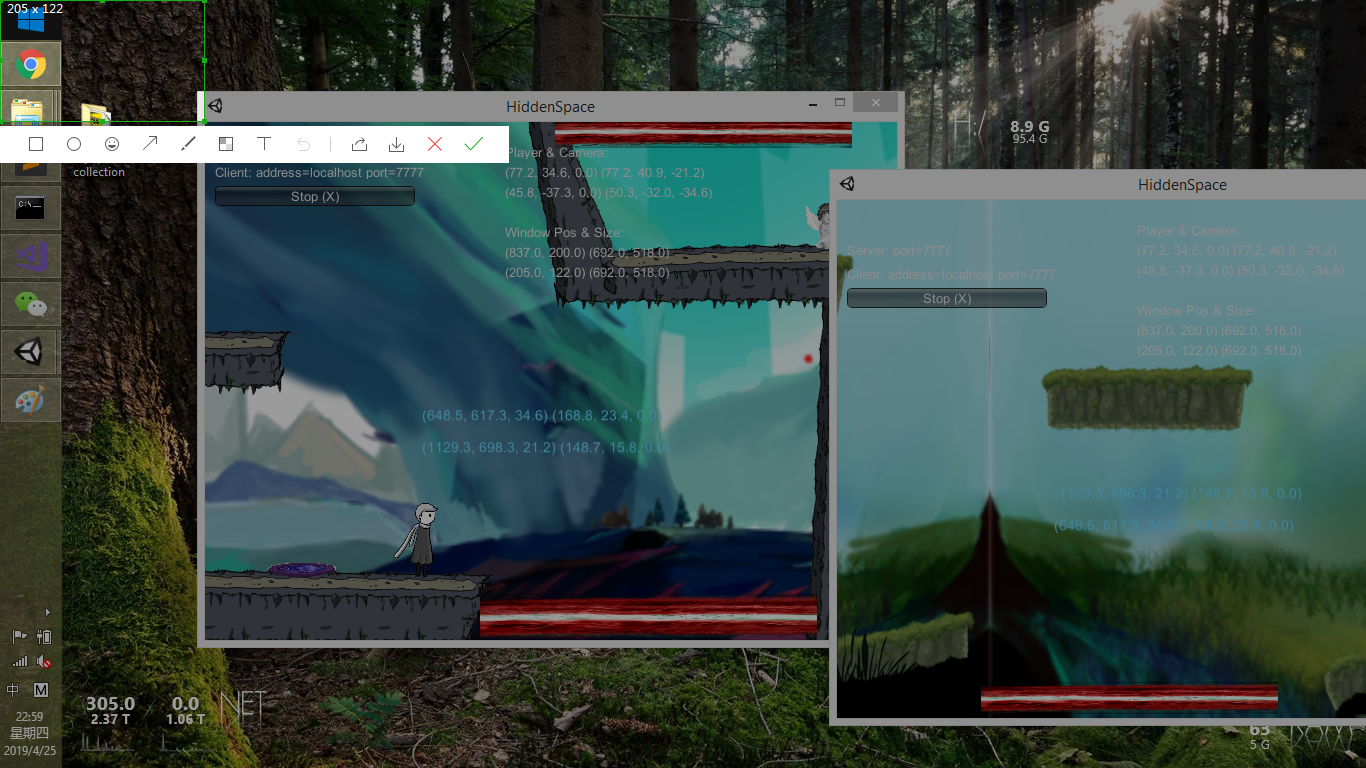 205 x 122
collection
HiddenSpace
Player & Camera:
Client: address=localhost port=7777
(77.2, 34.6, 0.0) (77.2, 40.9, -21.2)
Stop (X)
(45.8, -37.3, 0.0) (50.3, -32.0, -34.6)
Window Pos & Size:
(837.0, 200.0) (692.0, 518.0)
(205.0, 122.0) (692.0, 518.0)
(648.5, 617.3, 34.6) (168.8, 23.4, 0.0)
(1129.3, 698.3, 21.2) (148.7, 15.8, 0.0)
H:/
8.9 G
95.4 G
HiddenSpace
Player & Camera:
Server: port=7777
(77.2, 34.6, 0.0) (77.2, 40.9, -21.2)
Client: address=localhost port=7777
(45.8, -37.3, 0.0) (50.3, -32.0, -34.6)
Stop (X)
Window Pos & Size:
(837.0, 200.0) (692.0, 518.0)
(205.0, 122.0) (692.0, 518.0)
(1129.3, 698.3, 21.2) (148.7, 15.8, 0.0)
(648.5, 617.3, 34.6) (168.8, 23.4, 0.0)
中 M
22:59
星期四
2019/4/25
305.0
2.37 T
0.0
1.06 T
NET
63
5 G